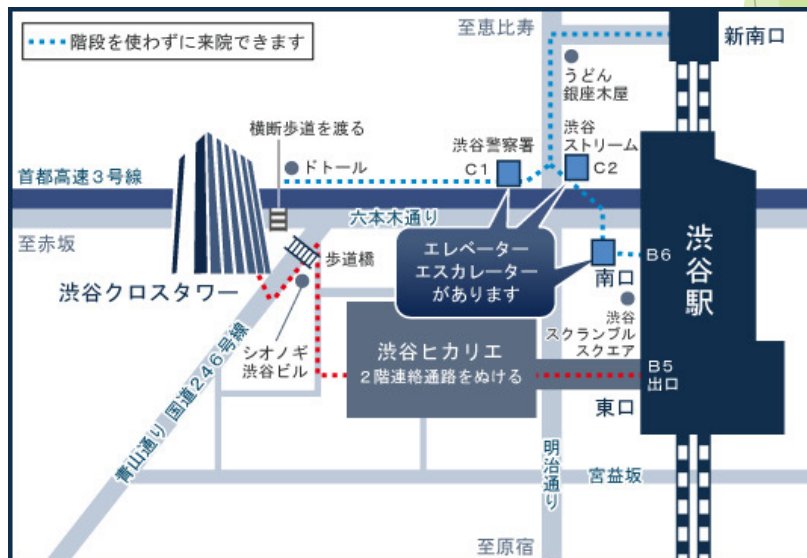 階段を使わずに来院できます
至恵比寿
新南口
うどん
銀座木屋
横断歩道を渡る
渋谷警察署
渋谷
ストリーム
ドトール
C1
C2
首都高速3号線
六本木通り
至赤坂
歩道橋
エレベーター
エスカレーター
があります
南口
B6
渋谷駅
渋谷クロスタワー
シオノギ
渋谷ビル
渋谷ヒカリエ
2階連絡通路をぬける
渋谷
スクランブル
スクエア
B5
出口
東口
青山通り 国道246号線
明治通り
宮益坂
至原宿